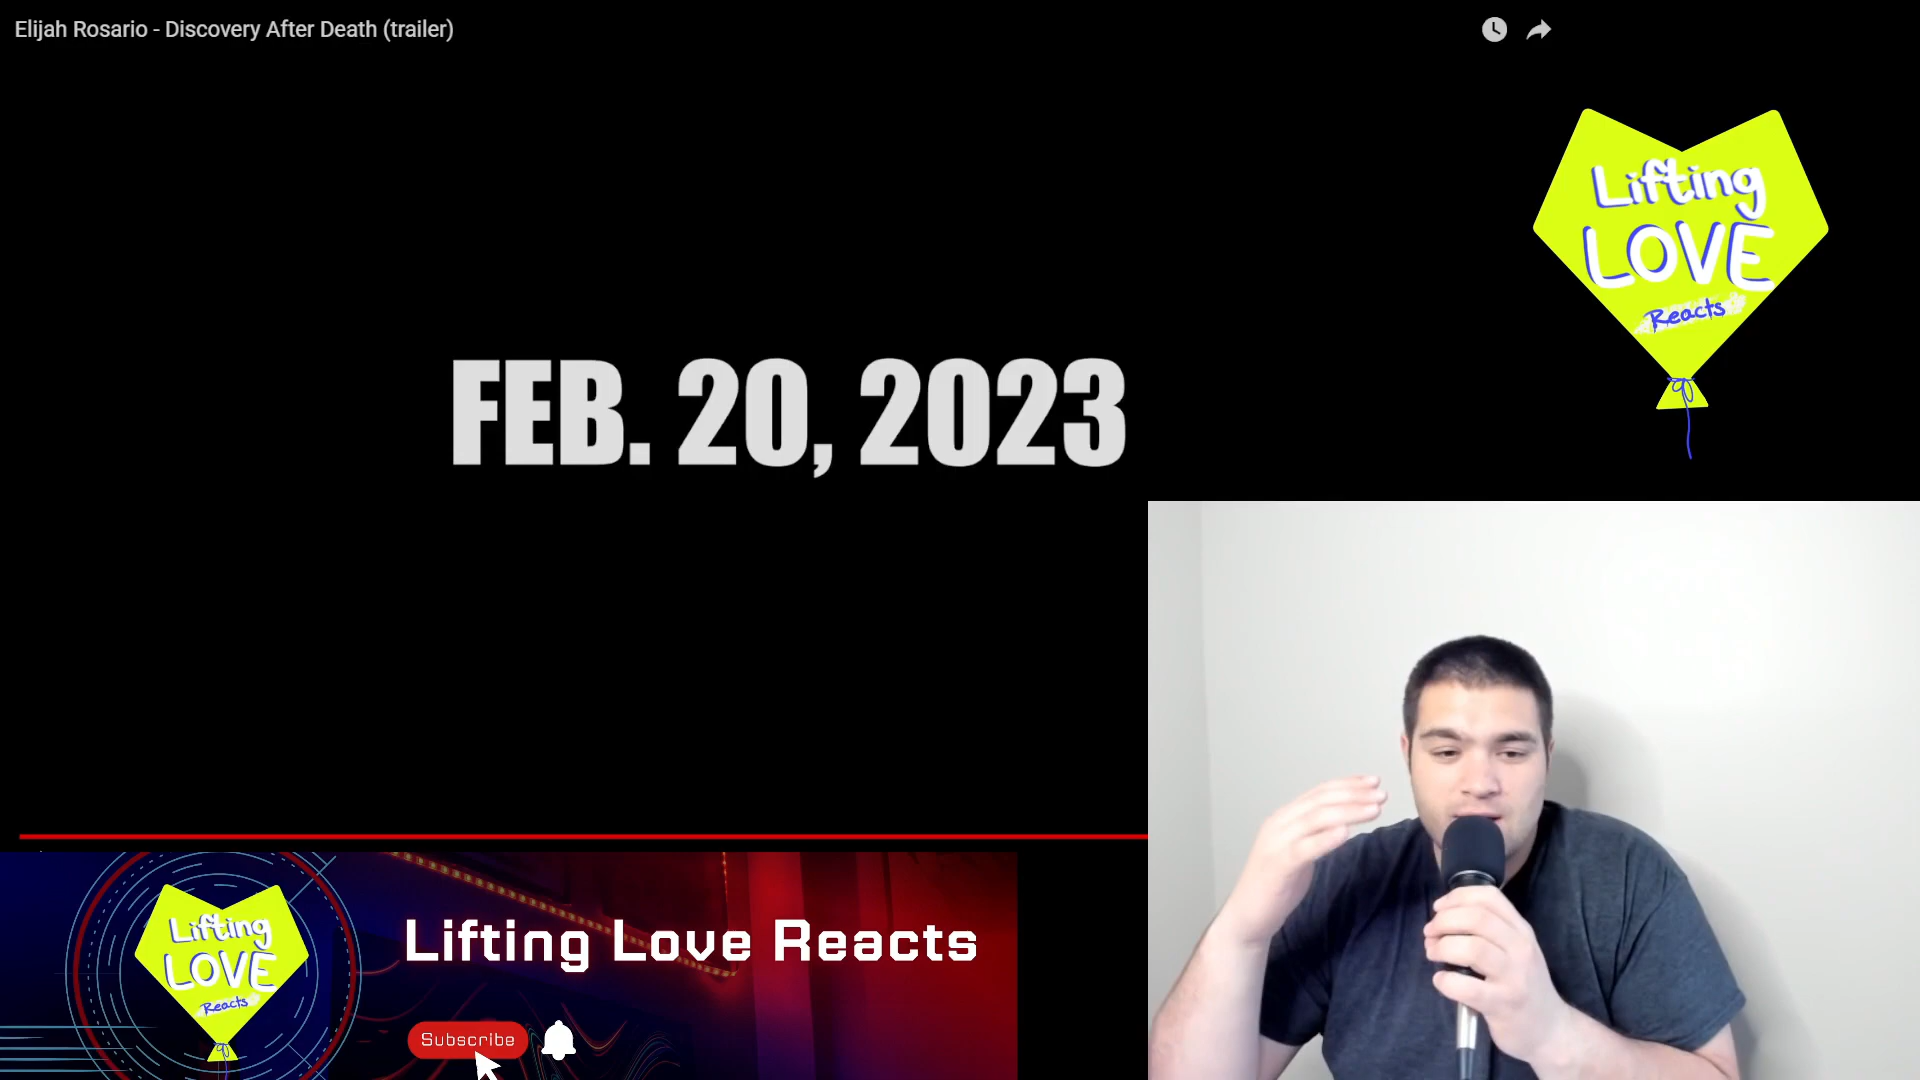 Elijah Rosario - Discovery After Death (trailer)
Lifting
LOVE
Reacts
FEB. 20, 2023
Lifting
LOVE
Reacts
Lifting Love Reacts
Subscribe